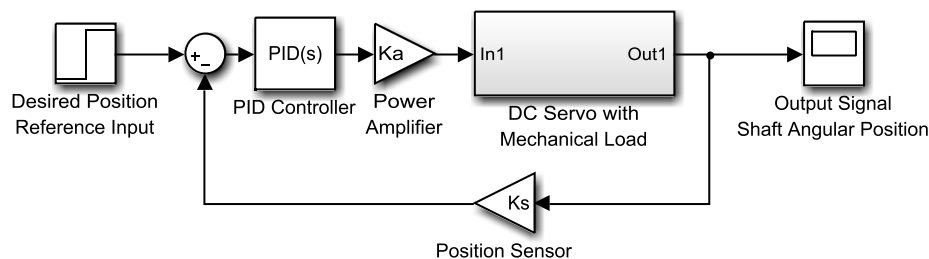 PID(s)
Ka
In1
Out1
Desired Position
Reference Input
PID Controller
Power
Amplifier
DC Servo with
Mechanical Load
Output Signal
Shaft Angular Position
Ks
Position Sensor